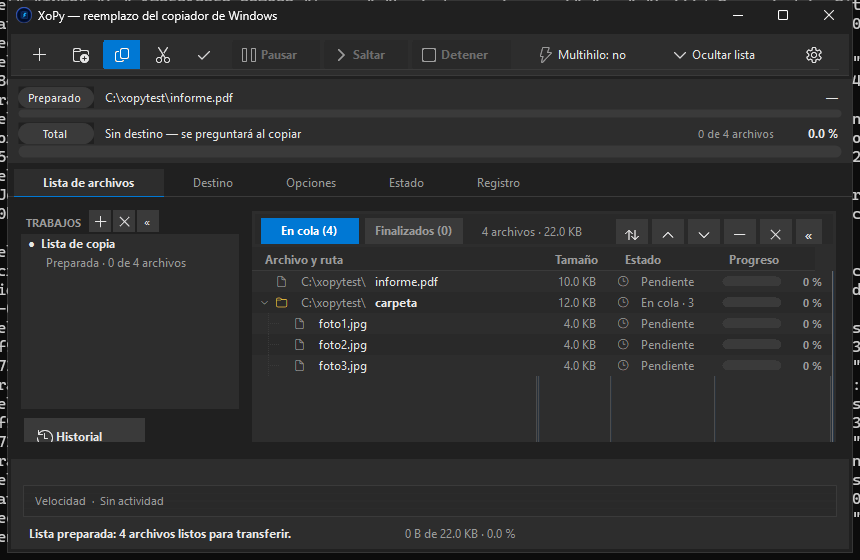 XoPy — reemplazo del copiador de Windows
Pausar Saltar Detener Multihilo: no Ocultar lista
Preparado C:\xopytest\informe.pdf —
Total Sin destino — se preguntará al copiar 0 de 4 archivos 0.0 %
Lista de archivos Destino Opciones Estado Registro
TRABAJOS + × «
• Lista de copia
Preparada · 0 de 4 archivos
Historial
En cola (4) Finalizados (0) 4 archivos · 22.0 KB «
Archivo y ruta Tamaño Estado Progreso
C:\xopytest\ informe.pdf 10.0 KB Pendiente 0 %
C:\xopytest\ carpeta 12.0 KB En cola · 3 0 %
foto1.jpg 4.0 KB Pendiente 0 %
foto2.jpg 4.0 KB Pendiente 0 %
foto3.jpg 4.0 KB Pendiente 0 %
Velocidad · Sin actividad
Lista preparada: 4 archivos listos para transferir. 0 B de 22.0 KB · 0.0 %